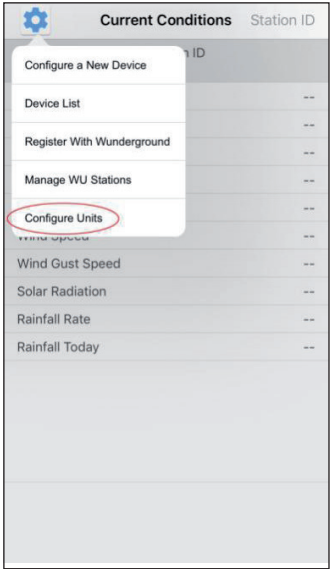 Current Conditions Station ID
ID
Configure a New Device
Device List
--
--
Register With Wunderground
--
Manage WU Stations
--
--
Configure Units
Wind Speed --
Wind Gust Speed --
Solar Radiation --
Rainfall Rate --
Rainfall Today --